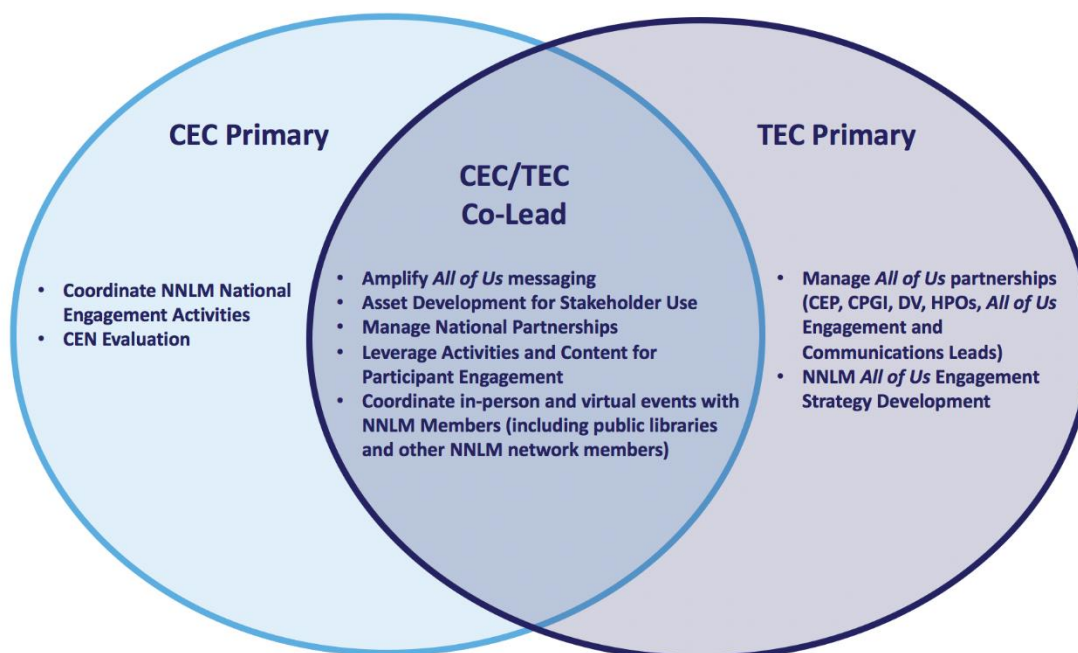 CEC Primary
• Coordinate NNLM National
Engagement Activities
• CEN Evaluation
CEC/TEC
Co-Lead
• Amplify All of Us messaging
• Asset Development for Stakeholder Use
• Manage National Partnerships
• Leverage Activities and Content for
Participant Engagement
• Coordinate in-person and virtual events with
NNLM Members (including public libraries
and other NNLM network members)
TEC Primary
• Manage All of Us partnerships
(CEP, CPGI, DV, HPOs, All of Us
Engagement and
Communications Leads)
• NNLM All of Us Engagement
Strategy Development